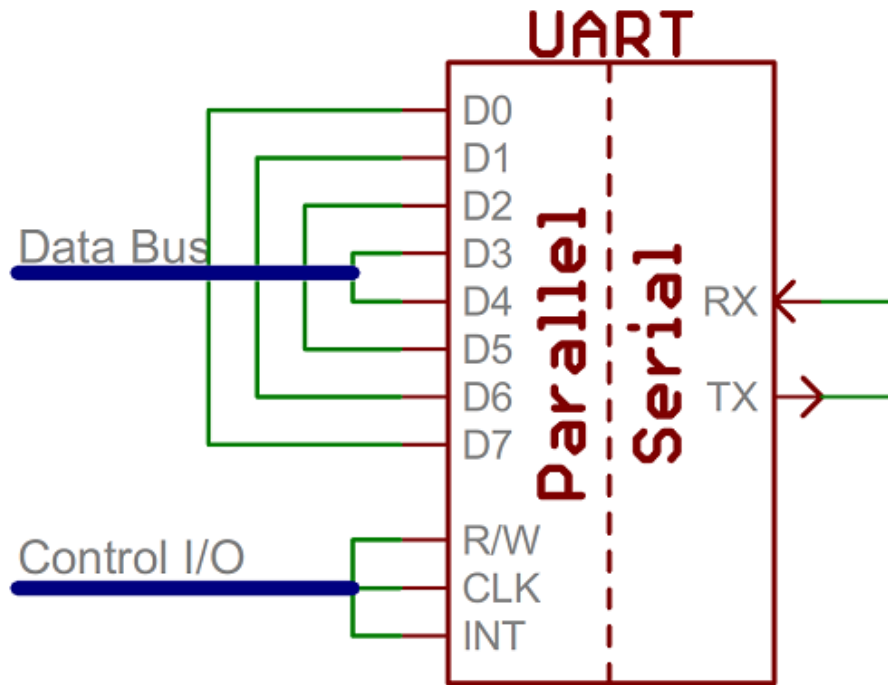 UART
D0
D1
D2
Data Bus
D3
D4
D5
D6
D7
Parallel
Serial
RX
TX
Control I/O
R/W
CLK
INT